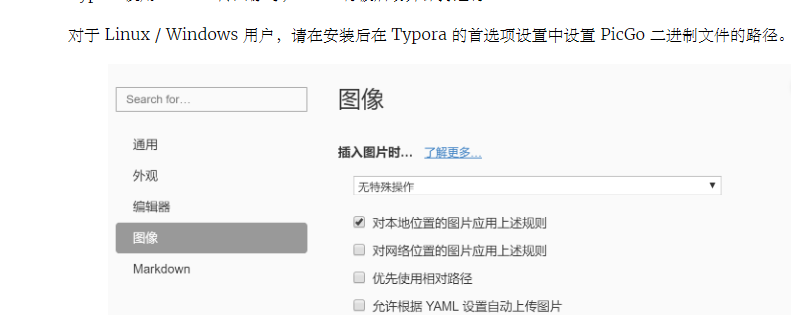 对于 Linux / Windows 用户，请在安装后在 Typora 的首选项设置中设置 PicGo 二进制文件的路径。
Search for...
图像
通用
插入图片时... 了解更多...
外观
无特殊操作
编辑器
对本地位置的图片应用上述规则
图像
对网络位置的图片应用上述规则
Markdown
优先使用相对路径
允许根据 YAML 设置自动上传图片